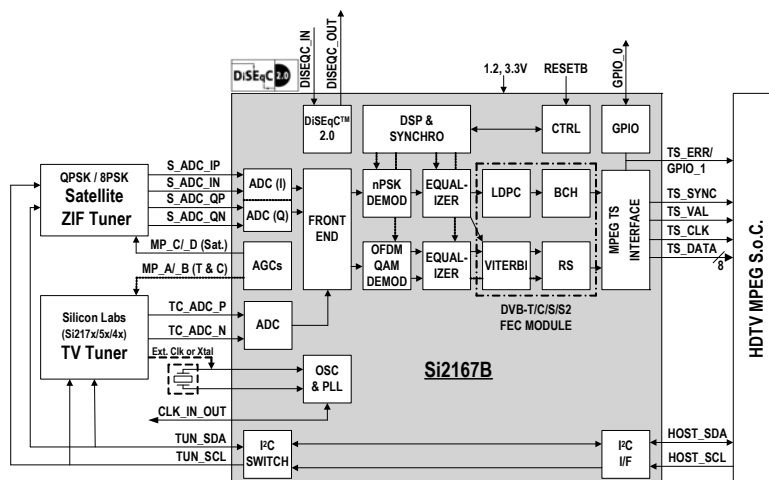 DISEQC_IN
DISEQC_OUT
DiSEqC 2.0
1.2, 3.3V
RESETB
GPIO_0
DiSEqC™
2.0
DSP &
SYNCHRO
CTRL
GPIO
TS_ERR/
GPIO_1
QPSK / 8PSK
Satellite
ZIF Tuner
S_ADC_IP
S_ADC_IN
S_ADC_QP
S_ADC_QN
ADC (I)
ADC (Q)
FRONT
END
nPSK
DEMOD
EQUAL-
IZER
LDPC
BCH
MPEG TS
INTERFACE
TS_SYNC
TS_VAL
TS_CLK
TS_DATA
8
HDTV MPEG S.o.C.
MP_C/_D (Sat.)
MP_A/_B (T & C)
AGCs
OFDM
QAM
DEMOD
EQUAL-
IZER
VITERBI
RS
DVB-T/C/S/S2
FEC MODULE
Silicon Labs
(Si217x/5x/4x)
TV Tuner
TC_ADC_P
TC_ADC_N
ADC
Ext. Clk or Xtal
OSC
& PLL
Si2167B
CLK_IN_OUT
TUN_SDA
TUN_SCL
I²C
SWITCH
I²C
I/F
HOST_SDA
HOST_SCL